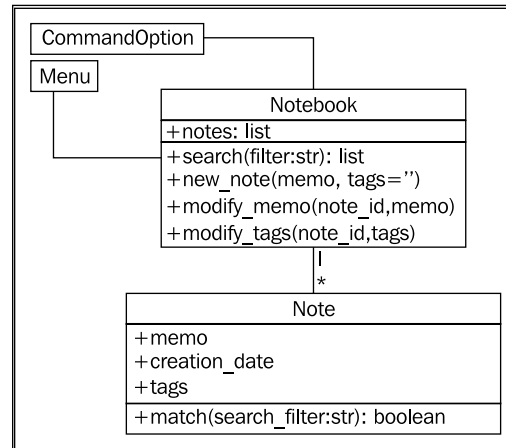 CommandOption
Menu
Notebook
+notes: list
+search(filter:str): list
+new_note(memo, tags='')
+modify_memo(note_id,memo)
+modify_tags(note_id,tags)
I
*
Note
+memo
+creation_date
+tags
+match(search_filter:str): boolean